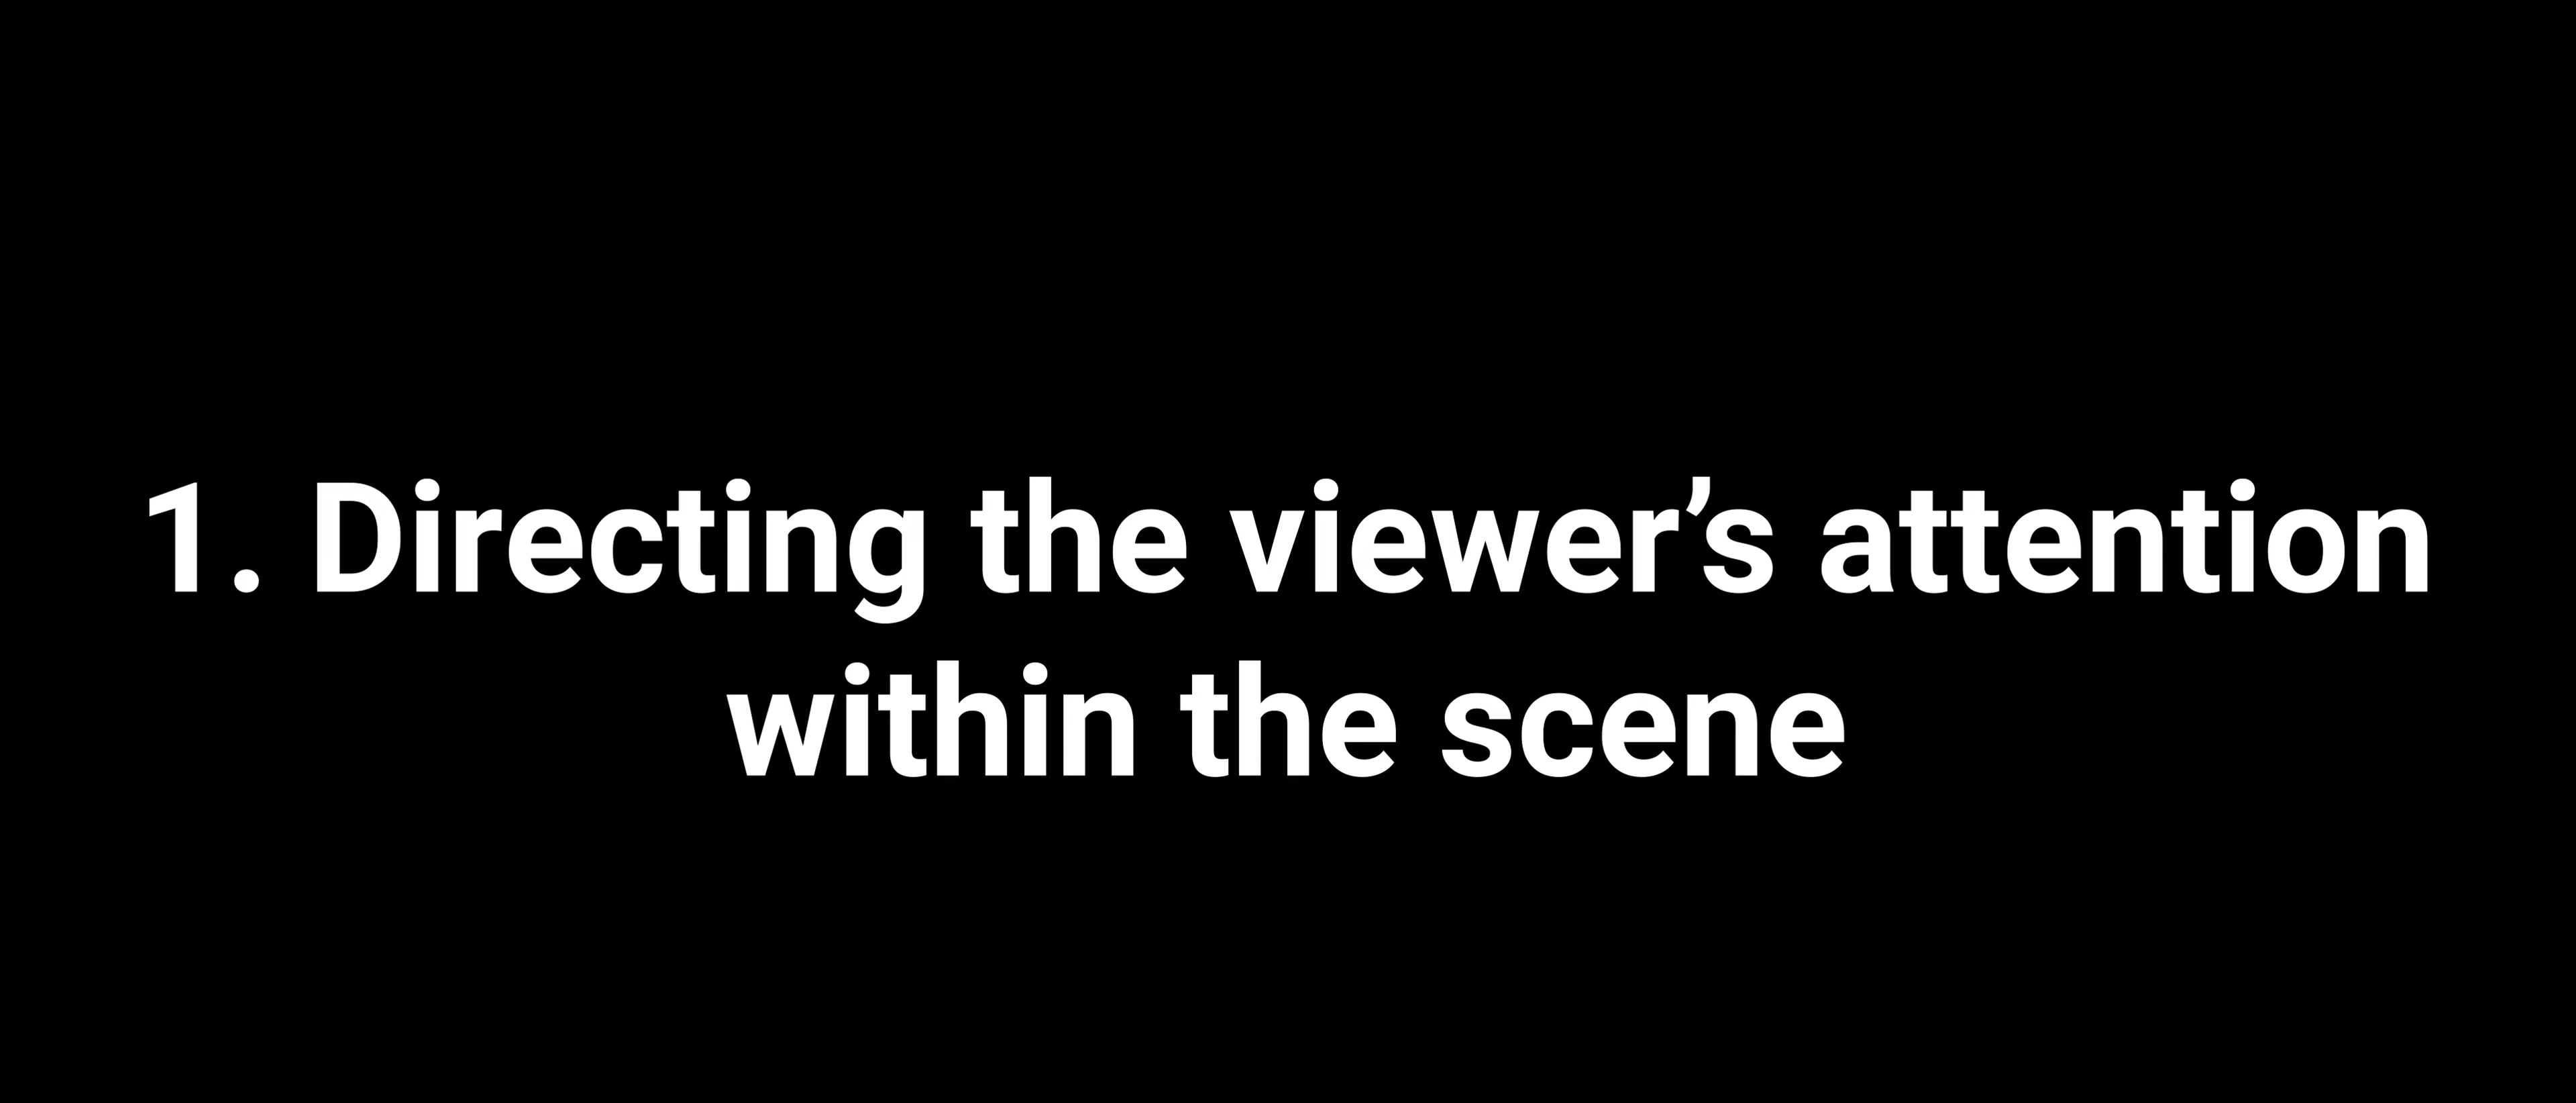 1. Directing the viewer’s attention
within the scene